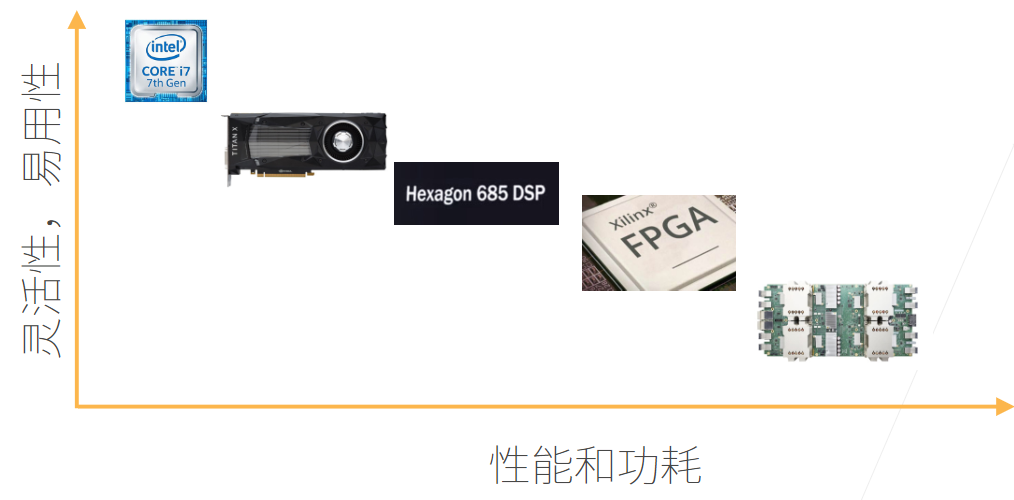 灵活性，易用性
intel
CORE i7
7th Gen
TITAN X
Hexagon 685 DSP
Xilinx®
FPGA
性能和功耗